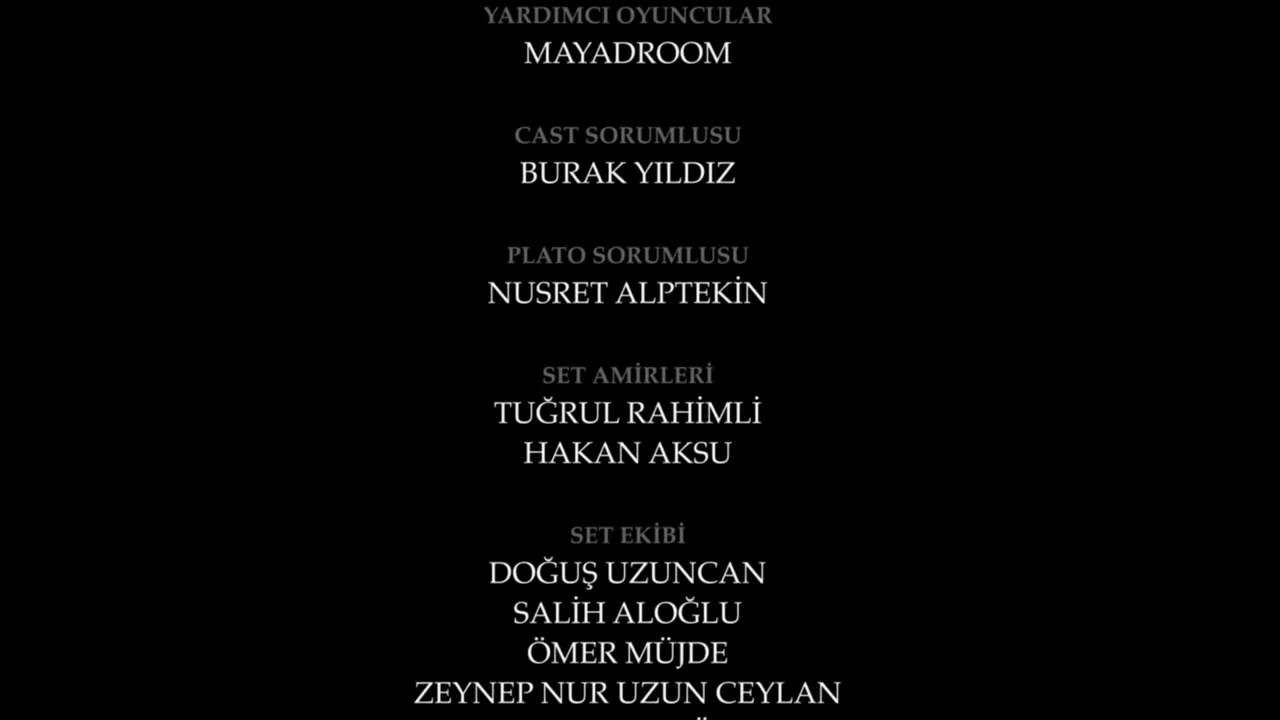 YARDIMCI OYUNCULAR
MAYADROOM
CAST SORUMLUSU
BURAK YILDIZ
PLATO SORUMLUSU
NUSRET ALPTEKİN
SET AMİRLERİ
TUĞRUL RAHİMLİ
HAKAN AKSU
SET EKİBİ
DOĞUŞ UZUNCAN
SALİH ALOĞLU
ÖMER MÜJDE
ZEYNEP NUR UZUN CEYLAN